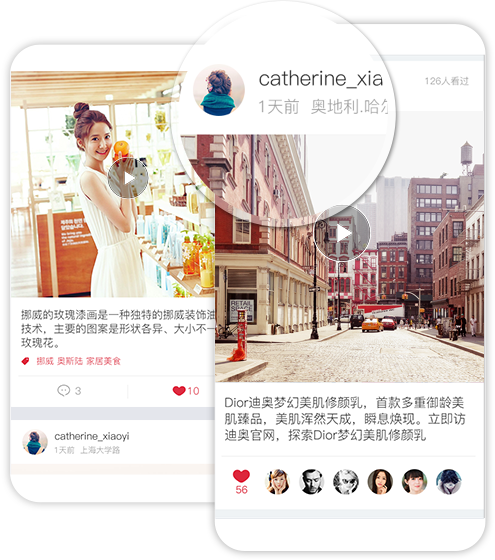 catherine_xia
1天前 奥地利.哈
126人看过
RETAIL
SPACE
挪威的玫瑰漆画是一种独特的挪威装饰油
技术，主要的图案是形状各异、大小不一
玫瑰花。
挪威 奥斯陆 家居美食
3
10
catherine_xiaoyi
1天前 上海大学路
Dior迪奥梦幻美肌修颜乳，首款多重御龄美
肌臻品，美肌浑然天成，瞬息焕现。立即访
迪奥官网，探索Dior梦幻美肌修颜乳
56